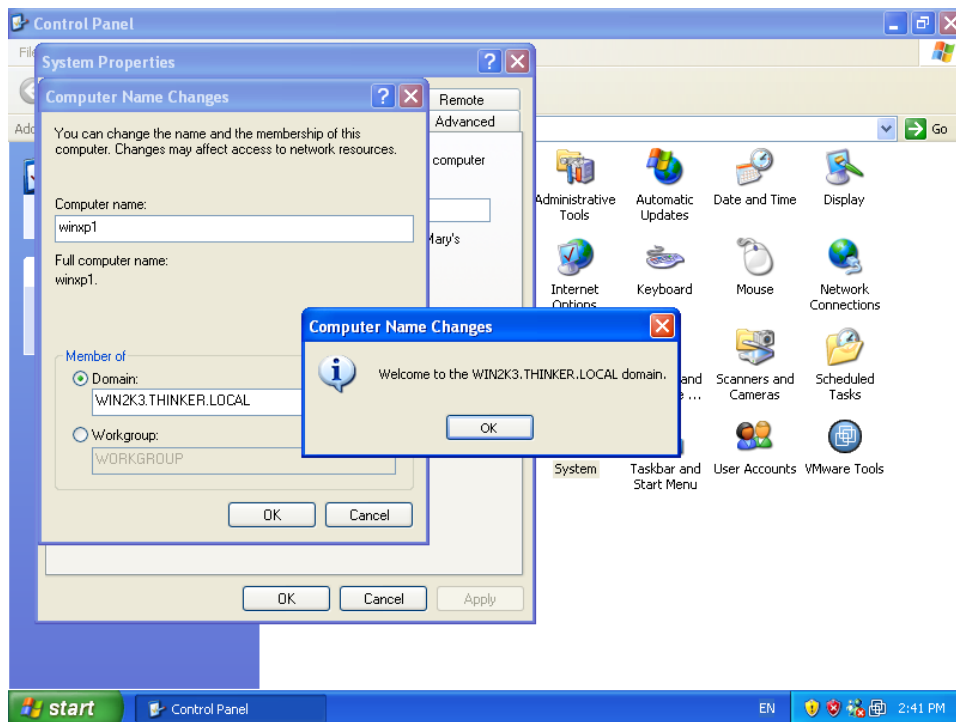 Control Panel
File
System Properties
Computer Name Changes
Remote
Advanced
Go
You can change the name and the membership of this
computer. Changes may affect access to network resources.
computer
Computer name:
winxp1
Mary's
Full computer name:
winxp1.
Administrative
Tools
Automatic
Updates
Date and Time
Display
Internet
Options
Keyboard
Mouse
Network
Connections
Computer Name Changes
Welcome to the WIN2K3.THINKER.LOCAL domain.
OK
Member of
Domain:
WIN2K3.THINKER.LOCAL
Workgroup:
WORKGROUP
and
...
Scanners and
Cameras
Scheduled
Tasks
System
Taskbar and
Start Menu
User Accounts
VMware Tools
OK
Cancel
OK
Cancel
Apply
start
Control Panel
EN
2:41 PM